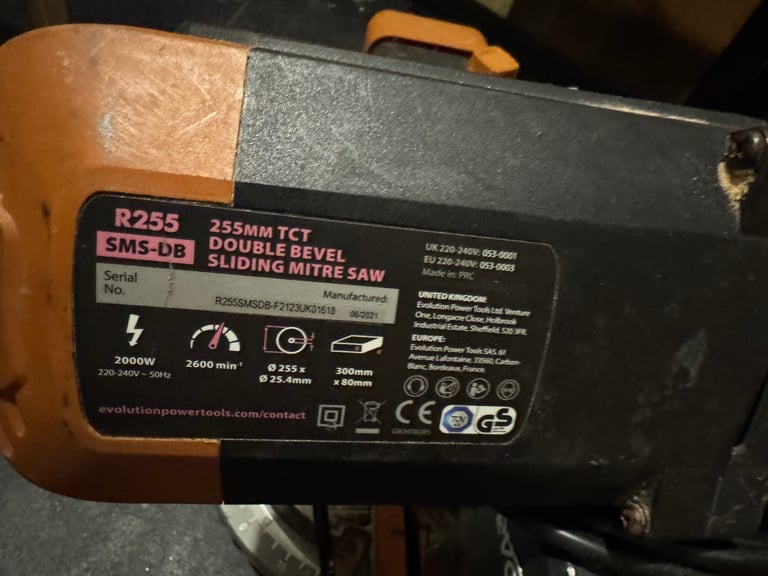 R255
SMS-DB
255MM TCT
DOUBLE BEVEL
SLIDING MITRE SAW
UK 220-240V: 053-0001
EU 220-240V: 053-0003
Made in: PRC
Serial
No.
Manufactured:
R255SMSDB-F2123UK01618 06/2021
2000W
220-240V ~ 50Hz
2600 min⁻¹
Ø 255 x
Ø 25.4mm
300mm
x 80mm
UNITED KINGDOM:
Evolution Power Tools Ltd. Venture
One, Longacre Close, Holbrook
Industrial Estate, Sheffield, S20 3FR.
EUROPE:
Evolution Power Tools SAS. 61
Avenue Lafontaine, 33560, Carbon-
Blanc, Bordeaux, France.
evolutionpowertools.com/contact
CE
TÜV
GS